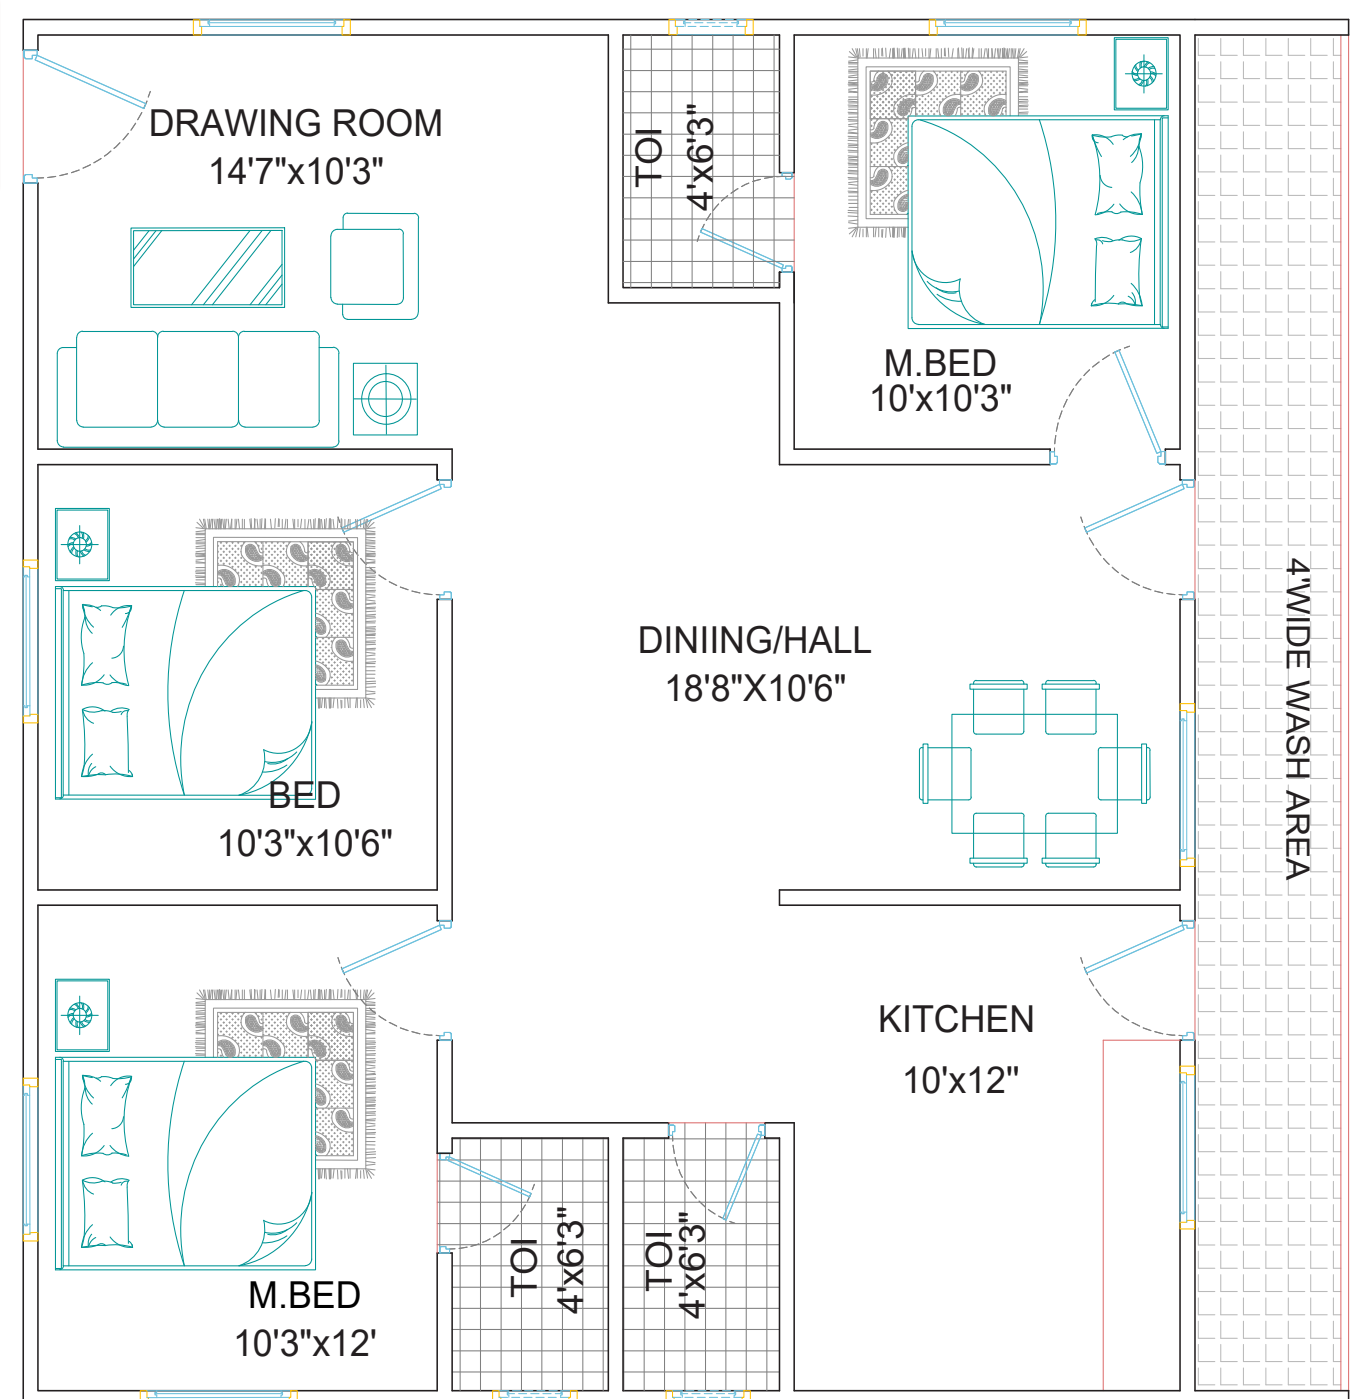 DRAWING ROOM
14'7"x10'3"
TOI
4'x6'3"
M.BED
10'x10'3"
DINIING/HALL
18'8"X10'6"
4'WIDE WASH AREA
BED
10'3"x10'6"
KITCHEN
10'x12"
M.BED
10'3"x12'
TOI
4'x6'3"
TOI
4'x6'3"